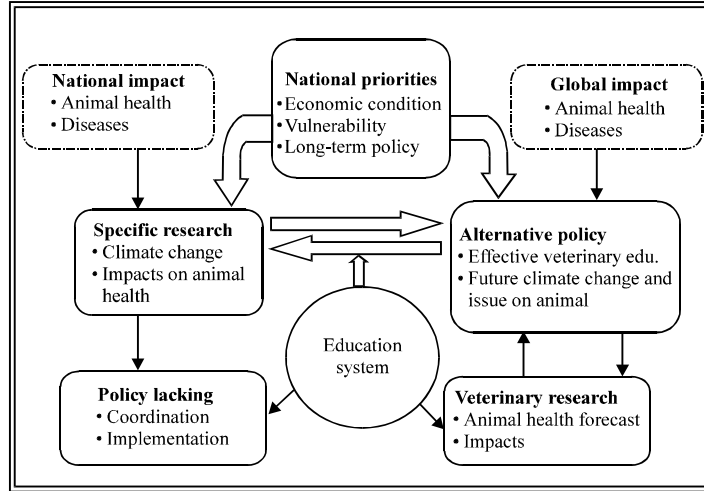 National impact
• Animal health
• Diseases
National priorities
• Economic condition
• Vulnerability
• Long-term policy
Global impact
• Animal health
• Diseases
Specific research
• Climate change
• Impacts on animal
health
Alternative policy
• Effective veterinary edu.
• Future climate change and
issue on animal
Education
system
Policy lacking
• Coordination
• Implementation
Veterinary research
• Animal health forecast
• Impacts